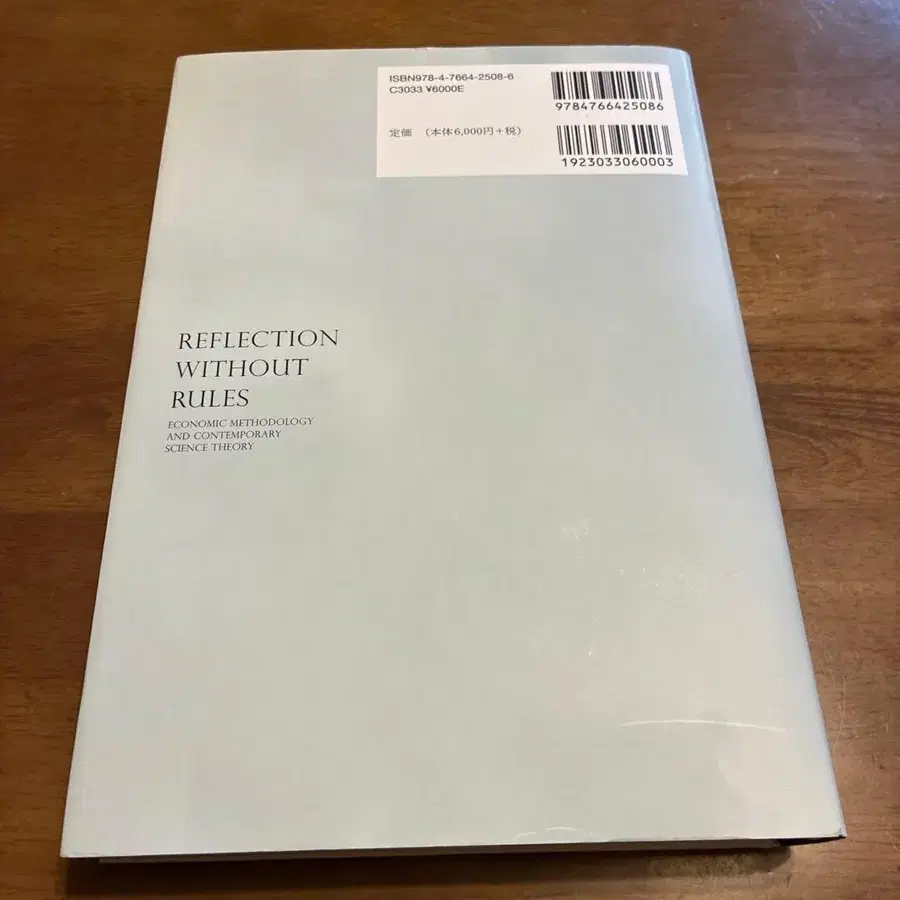 ISBN978-4-7664-2508-6
C3033 ¥6000E
定価 （本体6,000円＋税）
9784766425086
1923033060003
REFLECTION
WITHOUT
RULES
ECONOMIC METHODOLOGY
AND CONTEMPORARY
SCIENCE THEORY